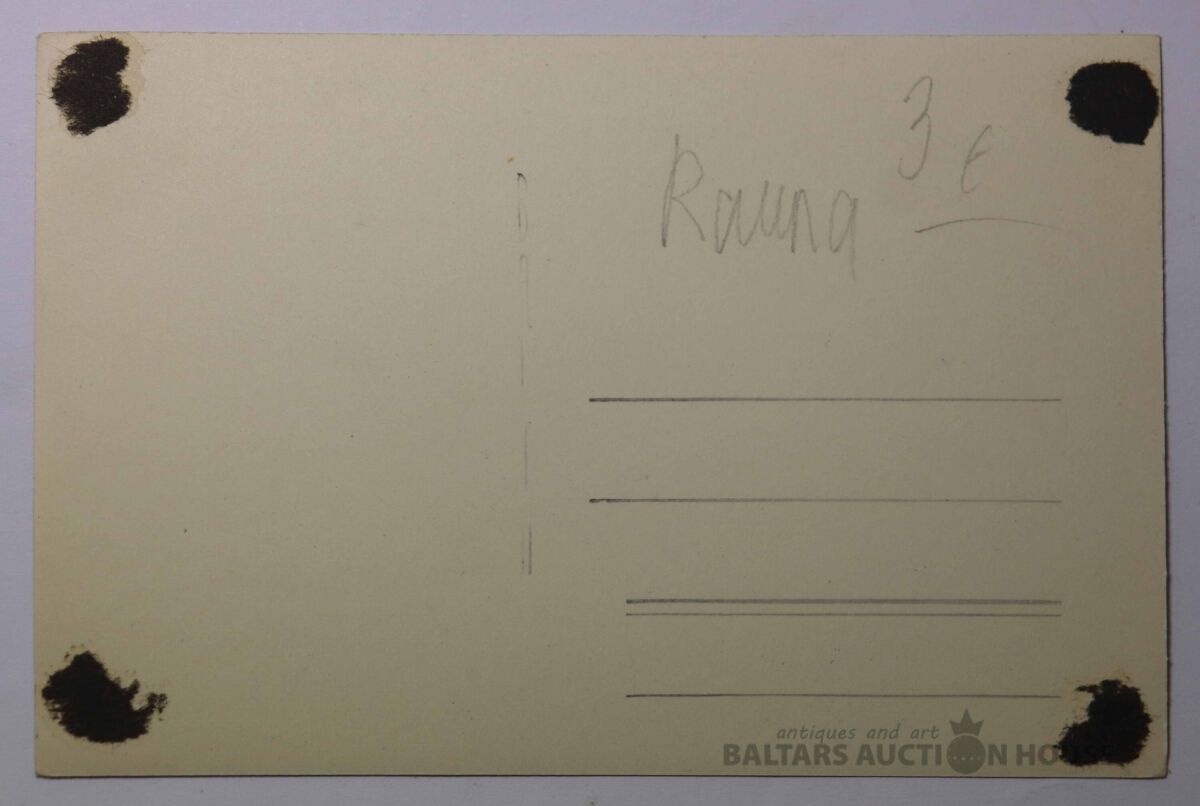 3 €
Rauna
antiques and art
BALTARS AUCTION HOUSE